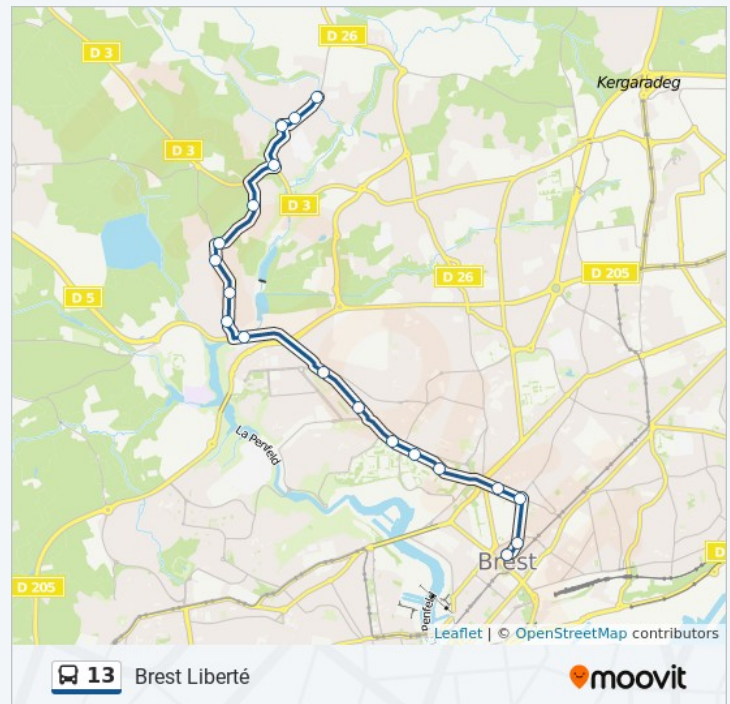 D 26
D 3
Kergaradeg
D 3
D 3
D 26
D 205
D 5
La Penfeld
Brest
D
D 205
Penfeld
Leaflet | © OpenStreetMap contributors
13 Brest Liberté
moovit